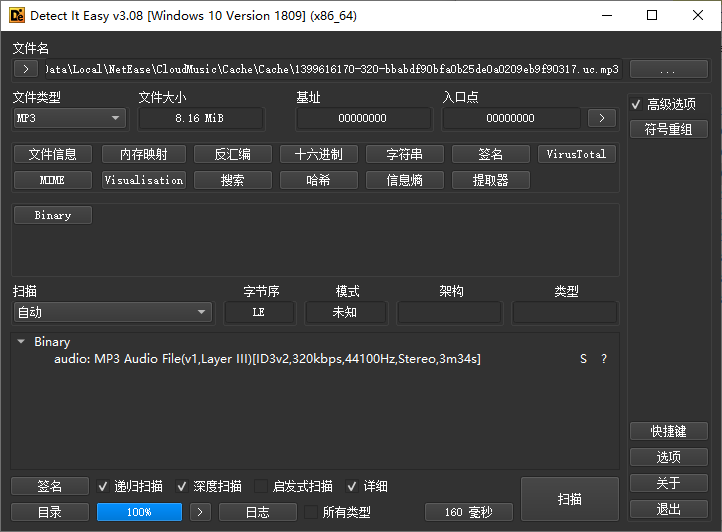 Detect It Easy v3.08 [Windows 10 Version 1809] (x86_64)
文件名
> )ata\Local\NetEase\CloudMusic\Cache\Cache\1399616170-320-bbabdf90bfa0b25de0a0209eb9f90317.uc.mp3 ...
文件类型 文件大小 基址 入口点 高级选项
MP3 8.16 MiB 00000000 00000000 >
符号重组
文件信息 内存映射 反汇编 十六进制 字符串 签名 VirusTotal
MIME Visualisation 搜索 哈希 信息熵 提取器
Binary
扫描 字节序 模式 架构 类型
自动 LE 未知
Binary
audio: MP3 Audio File(v1,Layer III)[ID3v2,320kbps,44100Hz,Stereo,3m34s] S ?
快捷键
选项
签名 递归扫描 深度扫描 启发式扫描 详细 扫描 关于
目录 100% > 日志 所有类型 160 毫秒 退出